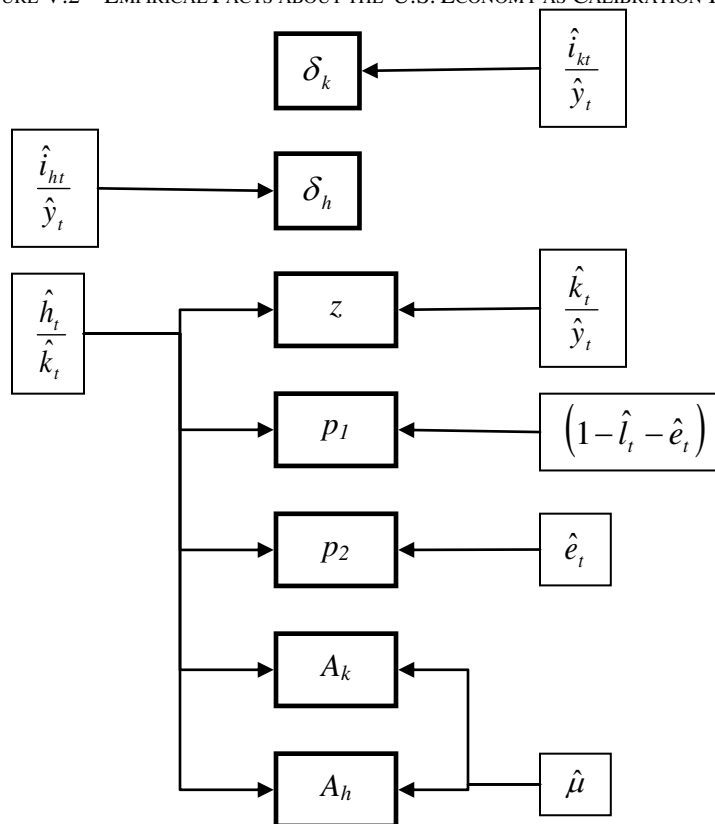 URE V.2 EMPIRICAL FACTS ABOUT THE U.S. ECONOMY AS CALIBRATION
δ_k
î_kt / ŷ_t
î_ht / ŷ_t
δ_h
ĥ_t / k̂_t
z
k̂_t / ŷ_t
p_1
(1 − l̂_t − ê_t)
p_2
ê_t
A_k
A_h
μ̂